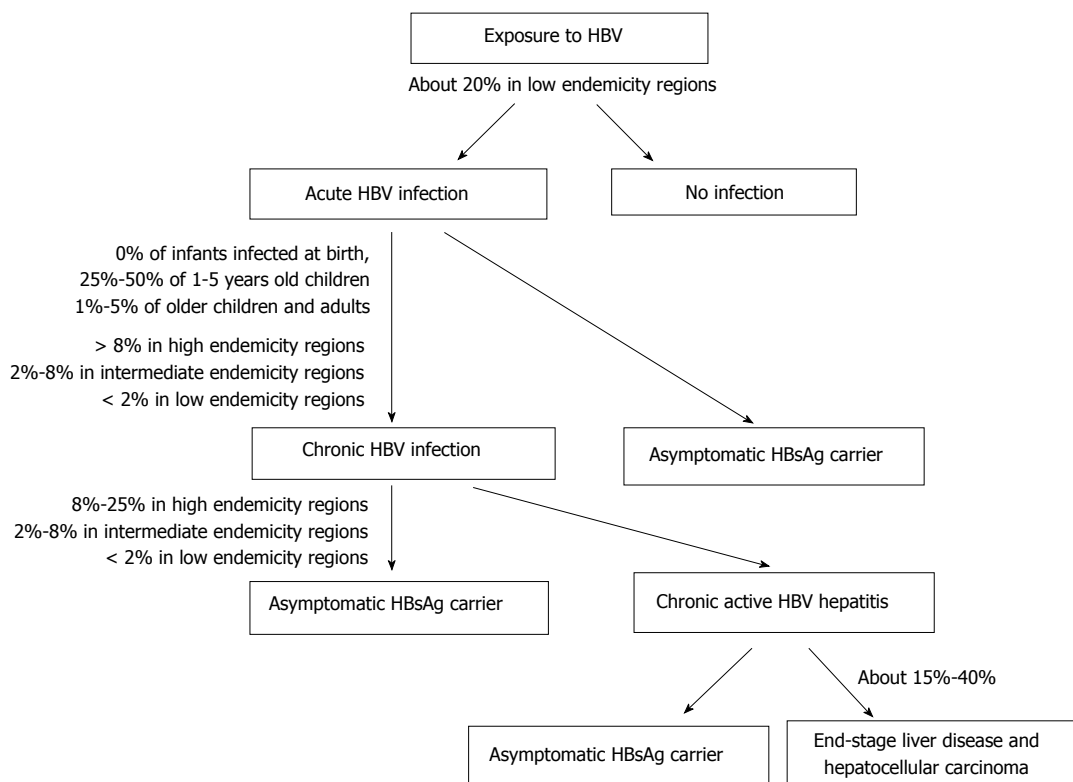 Exposure to HBV
About 20% in low endemicity regions
Acute HBV infection
No infection
0% of infants infected at birth,
25%-50% of 1-5 years old children
1%-5% of older children and adults
> 8% in high endemicity regions
2%-8% in intermediate endemicity regions
< 2% in low endemicity regions
Chronic HBV infection
Asymptomatic HBsAg carrier
8%-25% in high endemicity regions
2%-8% in intermediate endemicity regions
< 2% in low endemicity regions
Asymptomatic HBsAg carrier
Chronic active HBV hepatitis
About 15%-40%
Asymptomatic HBsAg carrier
End-stage liver disease and
hepatocellular carcinoma